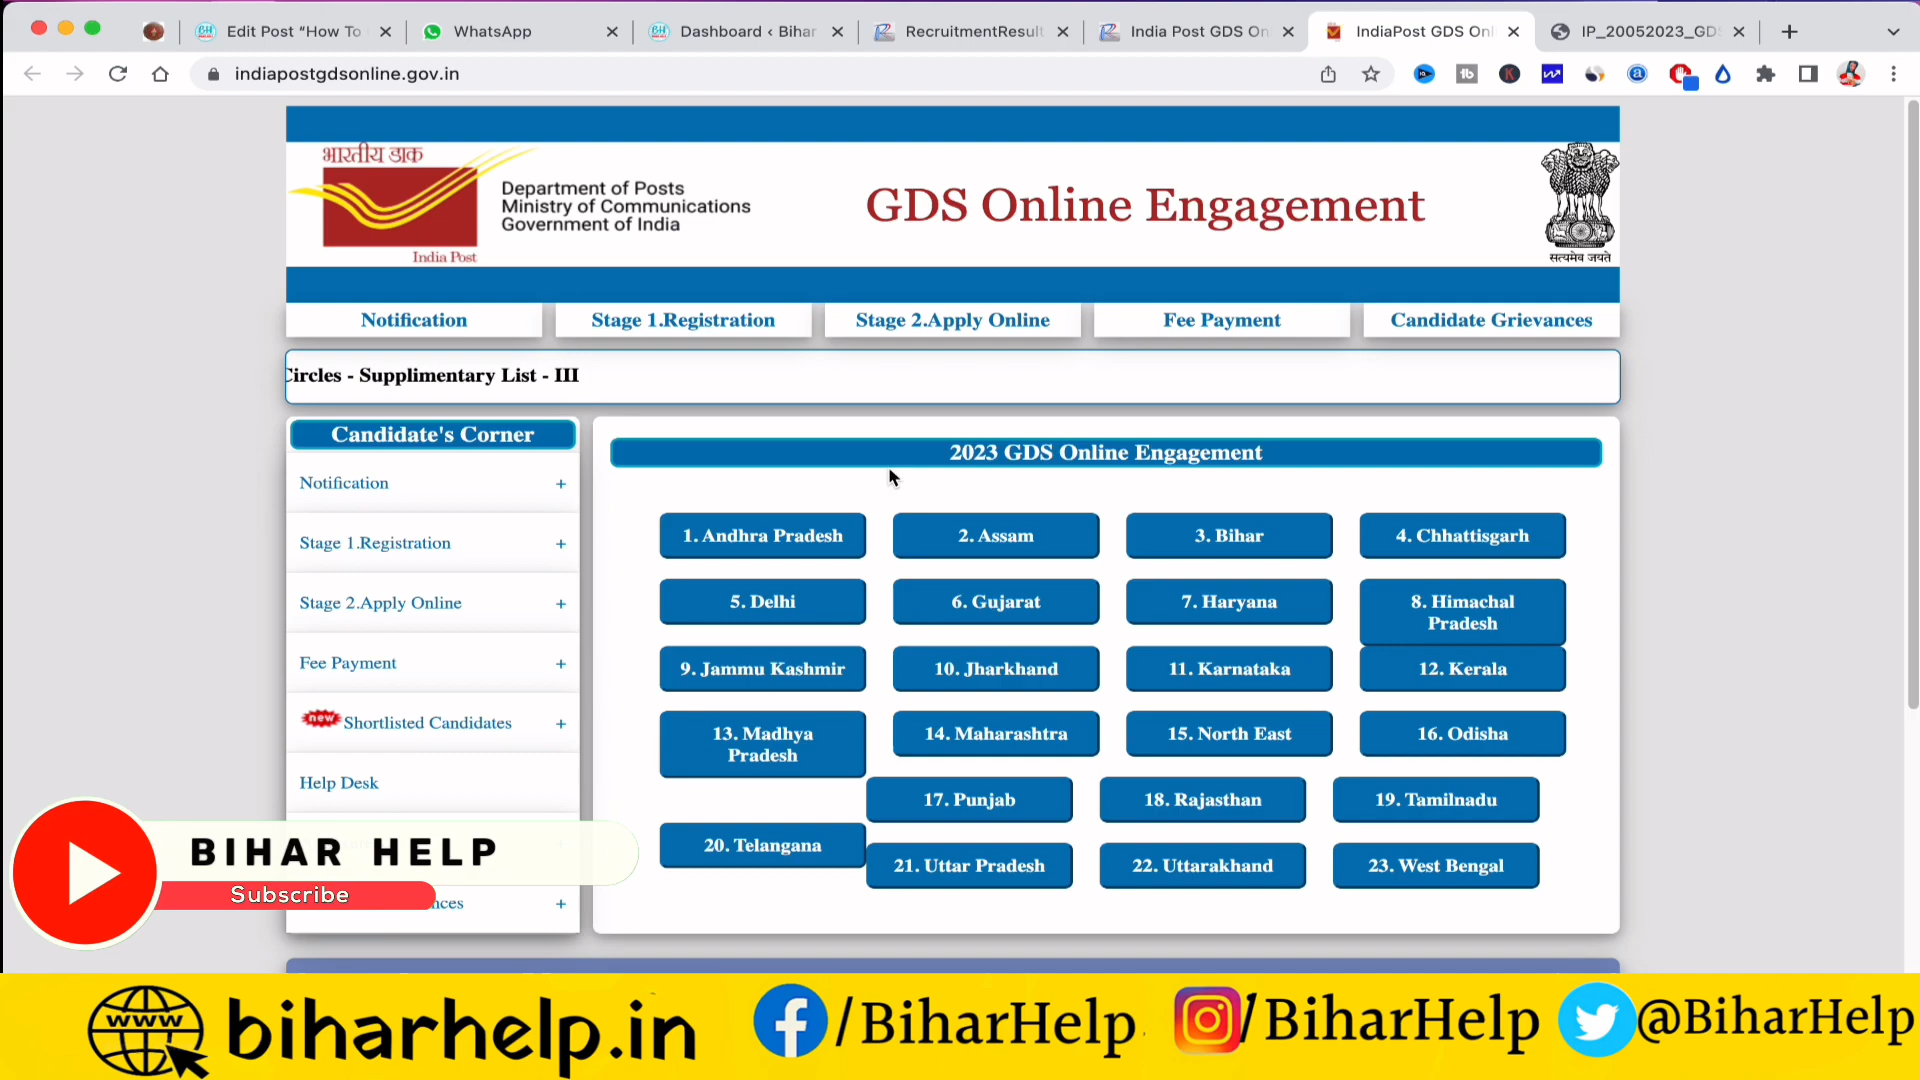 Edit Post “How To
WhatsApp
Dashboard ‹ Bihar
RecruitmentResult
India Post GDS On
IndiaPost GDS Onl
IP_20052023_GDS
indiapostgdsonline.gov.in
भारतीय डाक
India Post
Department of Posts
Ministry of Communications
Government of India
GDS Online Engagement
सत्यमेव जयते
Notification
Stage 1.Registration
Stage 2.Apply Online
Fee Payment
Candidate Grievances
Circles - Supplimentary List - III
Candidate's Corner
Notification +
Stage 1.Registration +
Stage 2.Apply Online +
Fee Payment +
new Shortlisted Candidates +
Help Desk
nces +
2023 GDS Online Engagement
1. Andhra Pradesh
2. Assam
3. Bihar
4. Chhattisgarh
5. Delhi
6. Gujarat
7. Haryana
8. Himachal
Pradesh
9. Jammu Kashmir
10. Jharkhand
11. Karnataka
12. Kerala
13. Madhya
Pradesh
14. Maharashtra
15. North East
16. Odisha
17. Punjab
18. Rajasthan
19. Tamilnadu
20. Telangana
21. Uttar Pradesh
22. Uttarakhand
23. West Bengal
BIHAR HELP
Subscribe
www
biharhelp.in
/BiharHelp
/BiharHelp
@BiharHelp